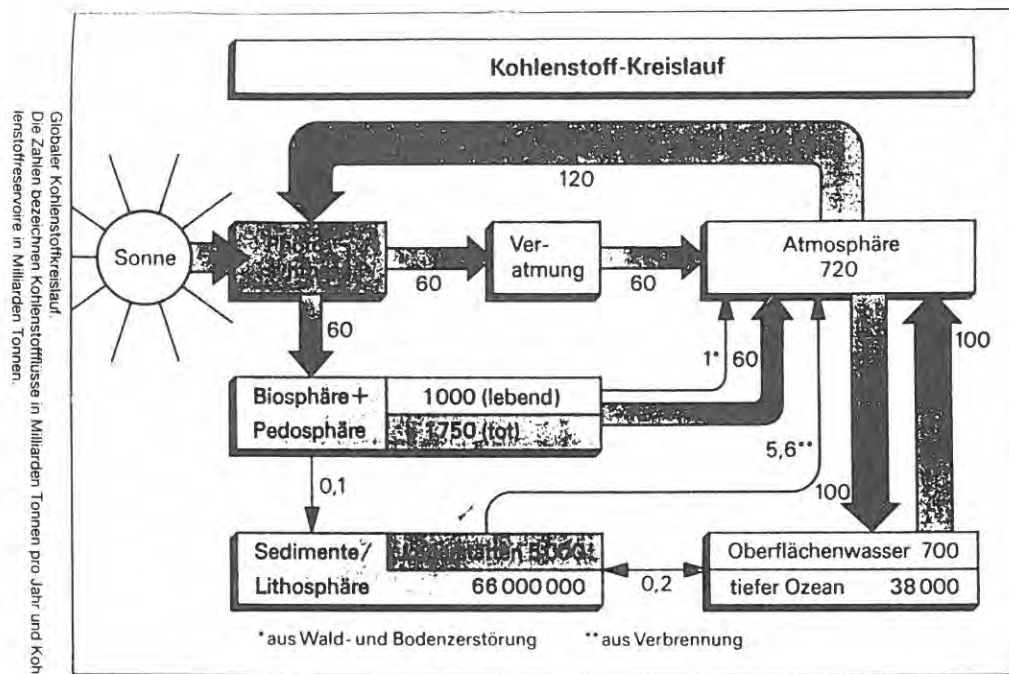 Kohlenstoff-Kreislauf
120
Sonne
Ver-
atmung
Atmosphäre
720
60
60
60
100
1*
60
Biosphäre+
1000 (lebend)
Pedosphäre
1750 (tot)
5,6**
0,1
100
Sedimente/
Lithosphäre
66 000 000
0,2
Oberflächenwasser 700
tiefer Ozean 38 000
*aus Wald- und Bodenzerstörung
**aus Verbrennung
Globaler Kohlenstoffkreislauf.
Die Zahlen bezeichnen Kohlenstoffflüsse in Milliarden Tonnen pro Jahr und Koh
lenstoffreservoire in Milliarden Tonnen.